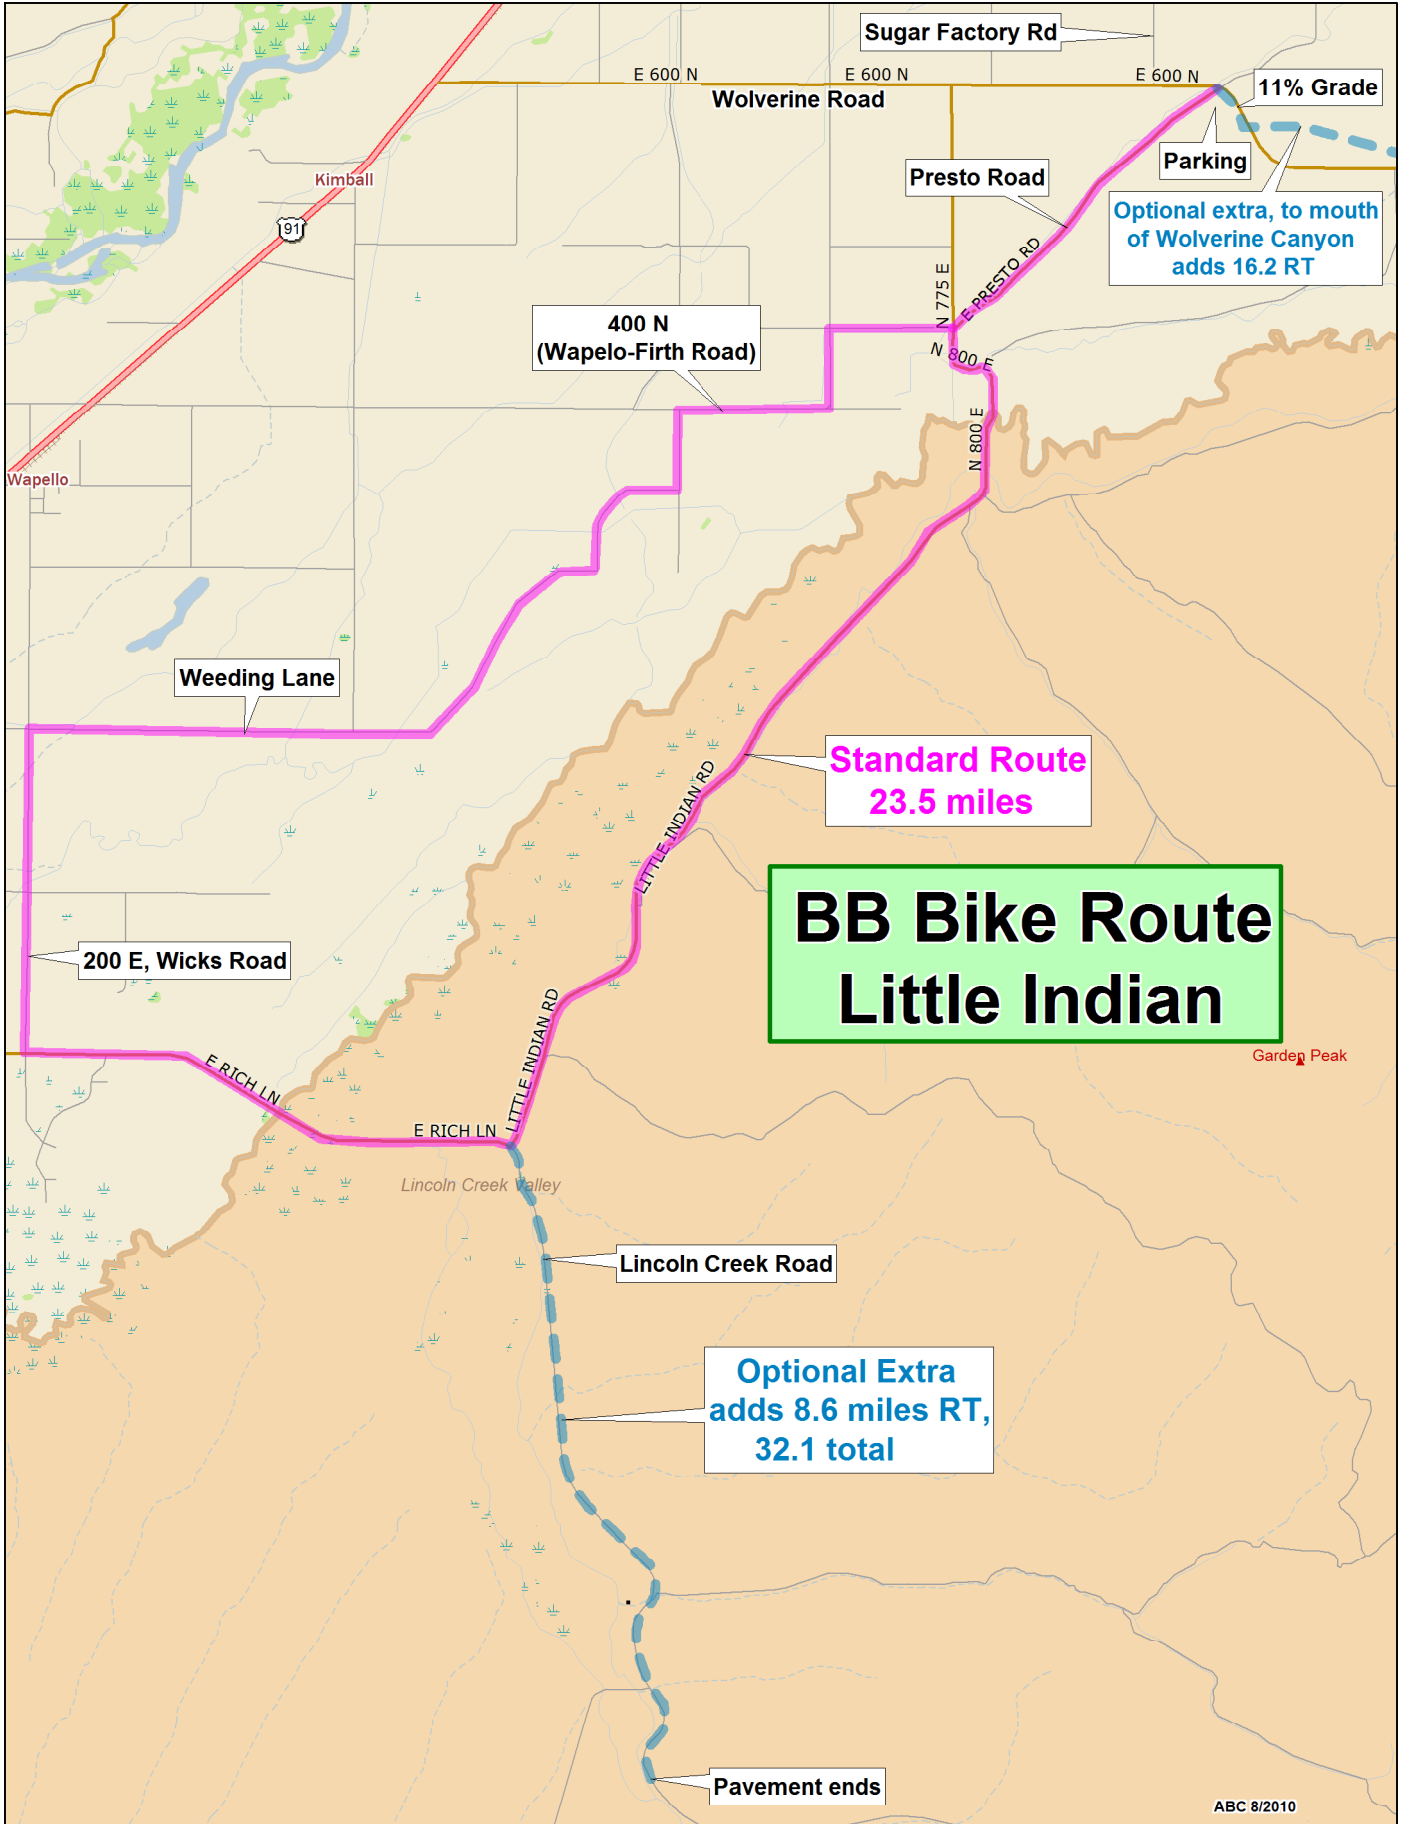 Sugar Factory Rd
E 600 N
E 600 N
E 600 N
Wolverine Road
11% Grade
Parking
Kimball
Presto Road
91
Optional extra, to mouth
of Wolverine Canyon
adds 16.2 RT
N 775 E
E PRESTO RD
400 N
(Wapelo-Firth Road)
N 800 E
N 800 E
Wapello
Weeding Lane
Standard Route
23.5 miles
LITTLE INDIAN RD
BB Bike Route
Little Indian
200 E, Wicks Road
LITTLE INDIAN RD
Garden Peak
E RICH LN
E RICH LN
Lincoln Creek Valley
Lincoln Creek Road
Optional Extra
adds 8.6 miles RT,
32.1 total
Pavement ends
ABC 8/2010